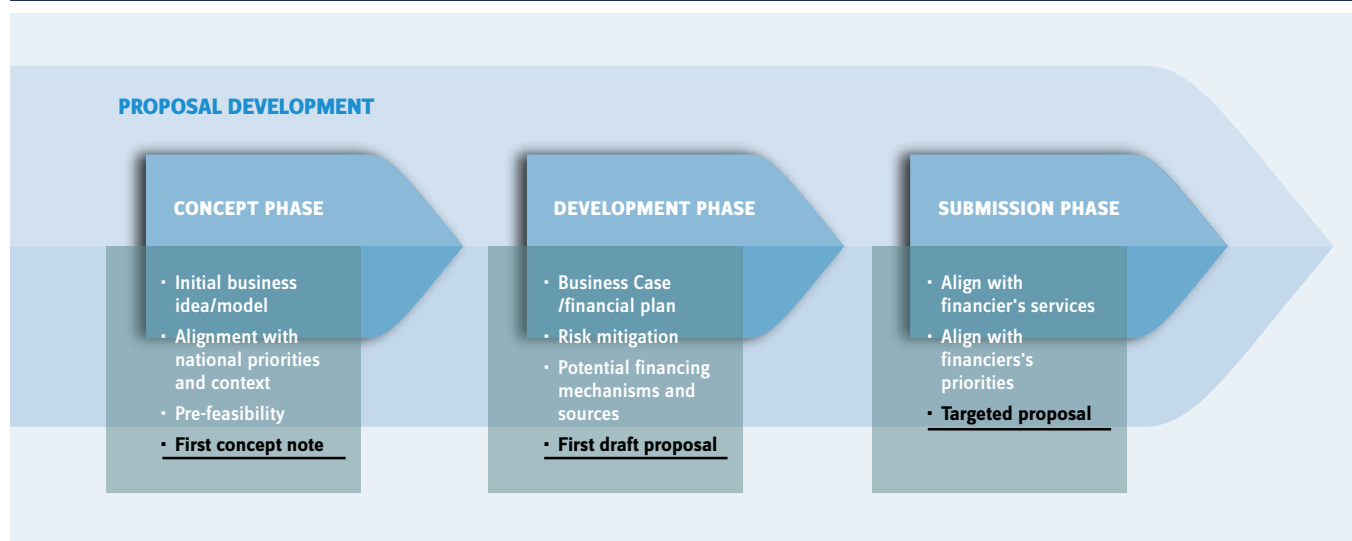 PROPOSAL DEVELOPMENT
CONCEPT PHASE
· Initial business
idea/model
· Alignment with
national priorities
and context
· Pre-feasibility
· First concept note
DEVELOPMENT PHASE
· Business Case
/financial plan
· Risk mitigation
· Potential financing
mechanisms and
sources
· First draft proposal
SUBMISSION PHASE
· Align with
financier's services
· Align with
financiers's
priorities
· Targeted proposal